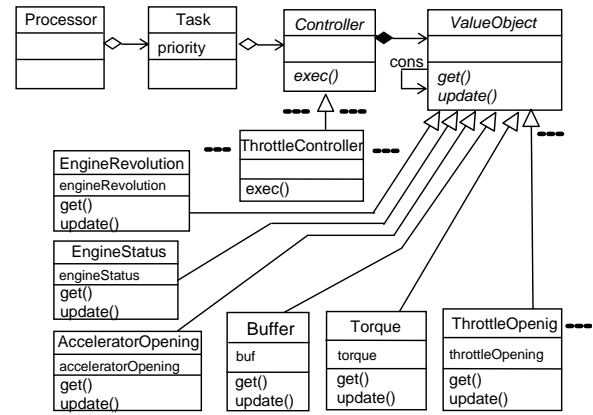 Processor
Task
priority
Controller
exec()
ValueObject
cons
get()
update()
ThrottleController
exec()
EngineRevolution
engineRevolution
get()
update()
EngineStatus
engineStatus
get()
update()
AcceleratorOpening
acceleratorOpening
get()
update()
Buffer
buf
get()
update()
Torque
torque
get()
update()
ThrottleOpenig
throttleOpening
get()
update()